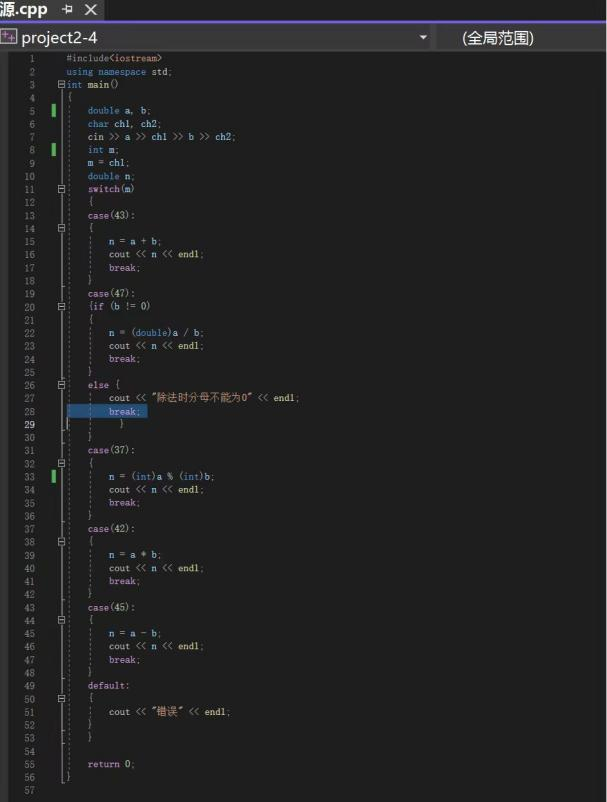 源.cpp
project2-4 (全局范围)
1 #include<iostream>
2 using namespace std;
3 int main()
4 {
5 double a, b;
6 char ch1, ch2;
7 cin >> a >> ch1 >> b >> ch2;
8 int m;
9 m = ch1;
10 double n;
11 switch(m)
12 {
13 case(43):
14 {
15 n = a + b;
16 cout << n << endl;
17 break;
18 }
19 case(47):
20 {if (b != 0)
21 {
22 n = (double)a / b;
23 cout << n << endl;
24 break;
25 }
26 else {
27 cout << "除法时分母不能为0" << endl;
28 break;
29 }
30 }
31 case(37):
32 {
33 n = (int)a % (int)b;
34 cout << n << endl;
35 break;
36 }
37 case(42):
38 {
39 n = a * b;
40 cout << n << endl;
41 break;
42 }
43 case(45):
44 {
45 n = a - b;
46 cout << n << endl;
47 break;
48 }
49 default:
50 {
51 cout << "错误" << endl;
52 }
53 }
54
55 return 0;
56 }
57